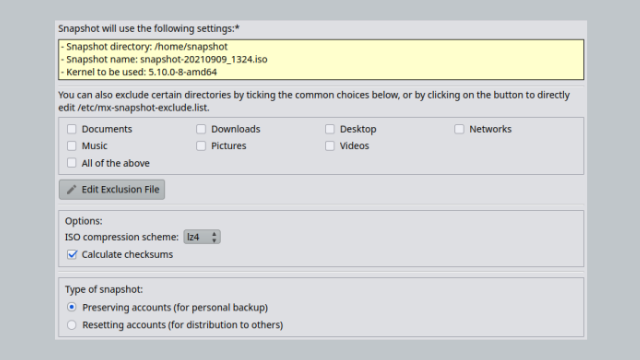 Snapshot will use the following settings:*
- Snapshot directory: /home/snapshot
- Snapshot name: snapshot-20210909_1324.iso
- Kernel to be used: 5.10.0-8-amd64
You can also exclude certain directories by ticking the common choices below, or by clicking on the button to directly
edit /etc/mx-snapshot-exclude.list.
Documents Downloads Desktop Networks
Music Pictures Videos
All of the above
Edit Exclusion File
Options:
ISO compression scheme: lz4
Calculate checksums
Type of snapshot:
Preserving accounts (for personal backup)
Resetting accounts (for distribution to others)